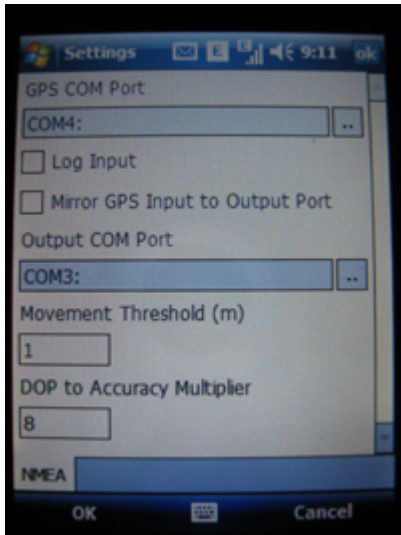 Settings E E 9:11 ok
GPS COM Port
COM4: ..
Log Input
Mirror GPS Input to Output Port
Output COM Port
COM3: ..
Movement Threshold (m)
1
DOP to Accuracy Multiplier
8
NMEA
OK Cancel